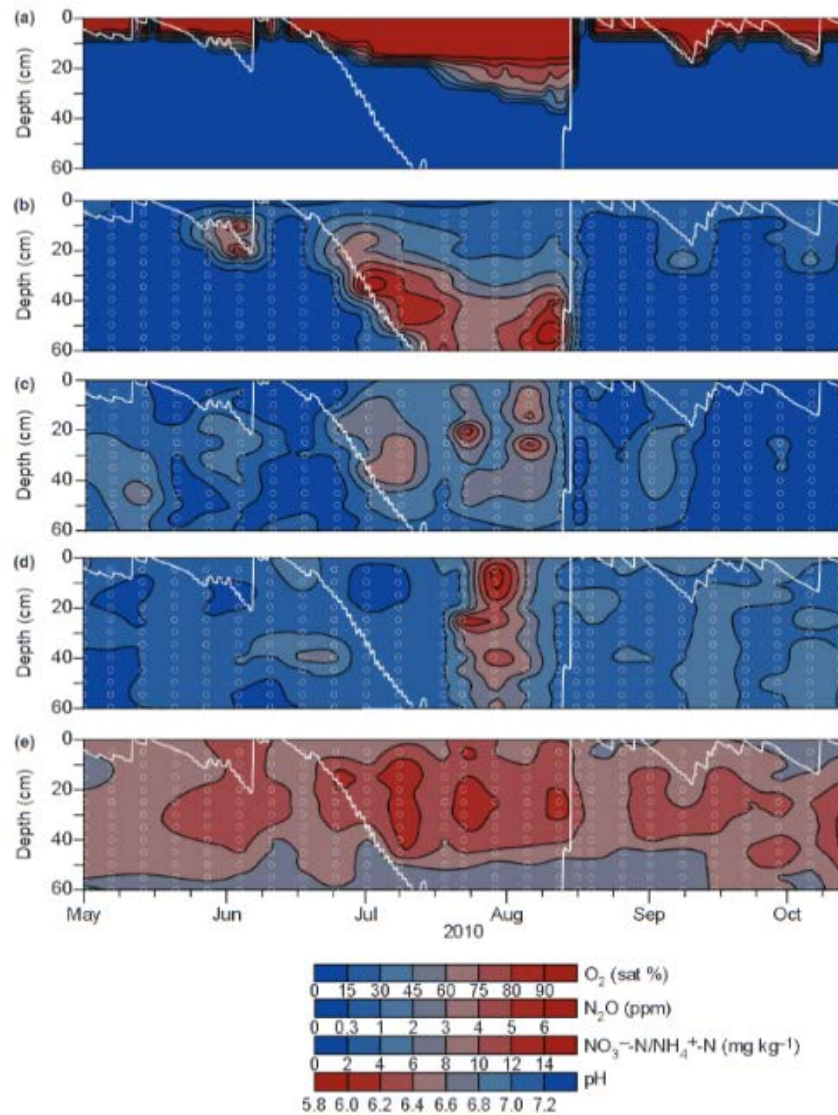 (a)
0
20
40
60
Depth (cm)
(b)
0
20
40
60
Depth (cm)
(c)
0
20
40
60
Depth (cm)
(d)
0
20
40
60
Depth (cm)
(e)
0
20
40
60
Depth (cm)
May Jun Jul Aug Sep Oct
2010
O₂ (sat %)
0 15 30 45 60 75 80 90
N₂O (ppm)
0 0.3 1 2 3 4 5 6
NO₃⁻-N/NH₄⁺-N (mg kg⁻¹)
0 2 4 6 8 10 12 14
pH
5.8 6.0 6.2 6.4 6.6 6.8 7.0 7.2